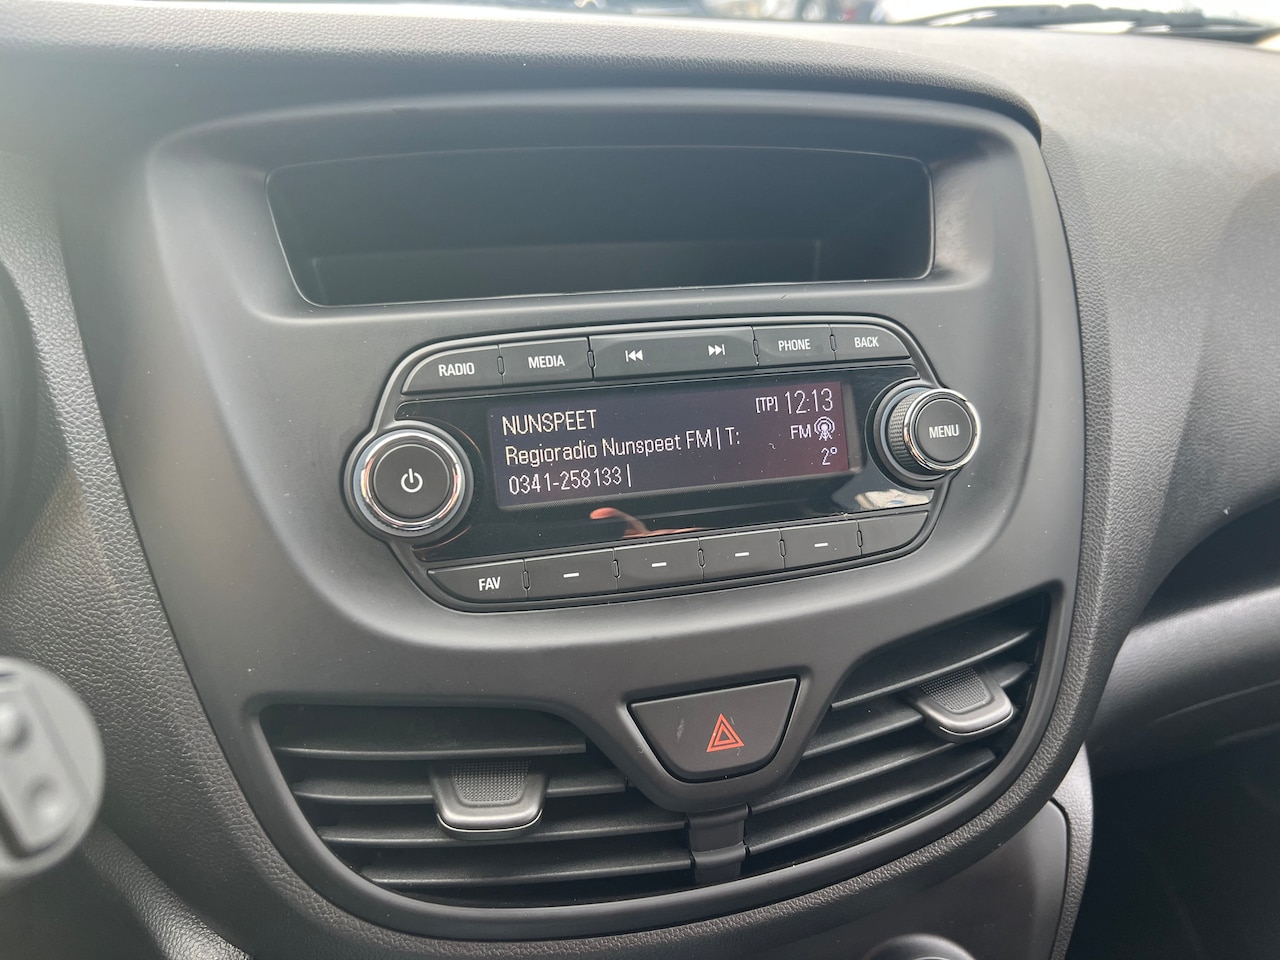 RADIO MEDIA PHONE BACK
NUNSPEET [TP] 12:13
Regioradio Nunspeet FM | T: FM
0341-258133 | 2°
MENU
FAV